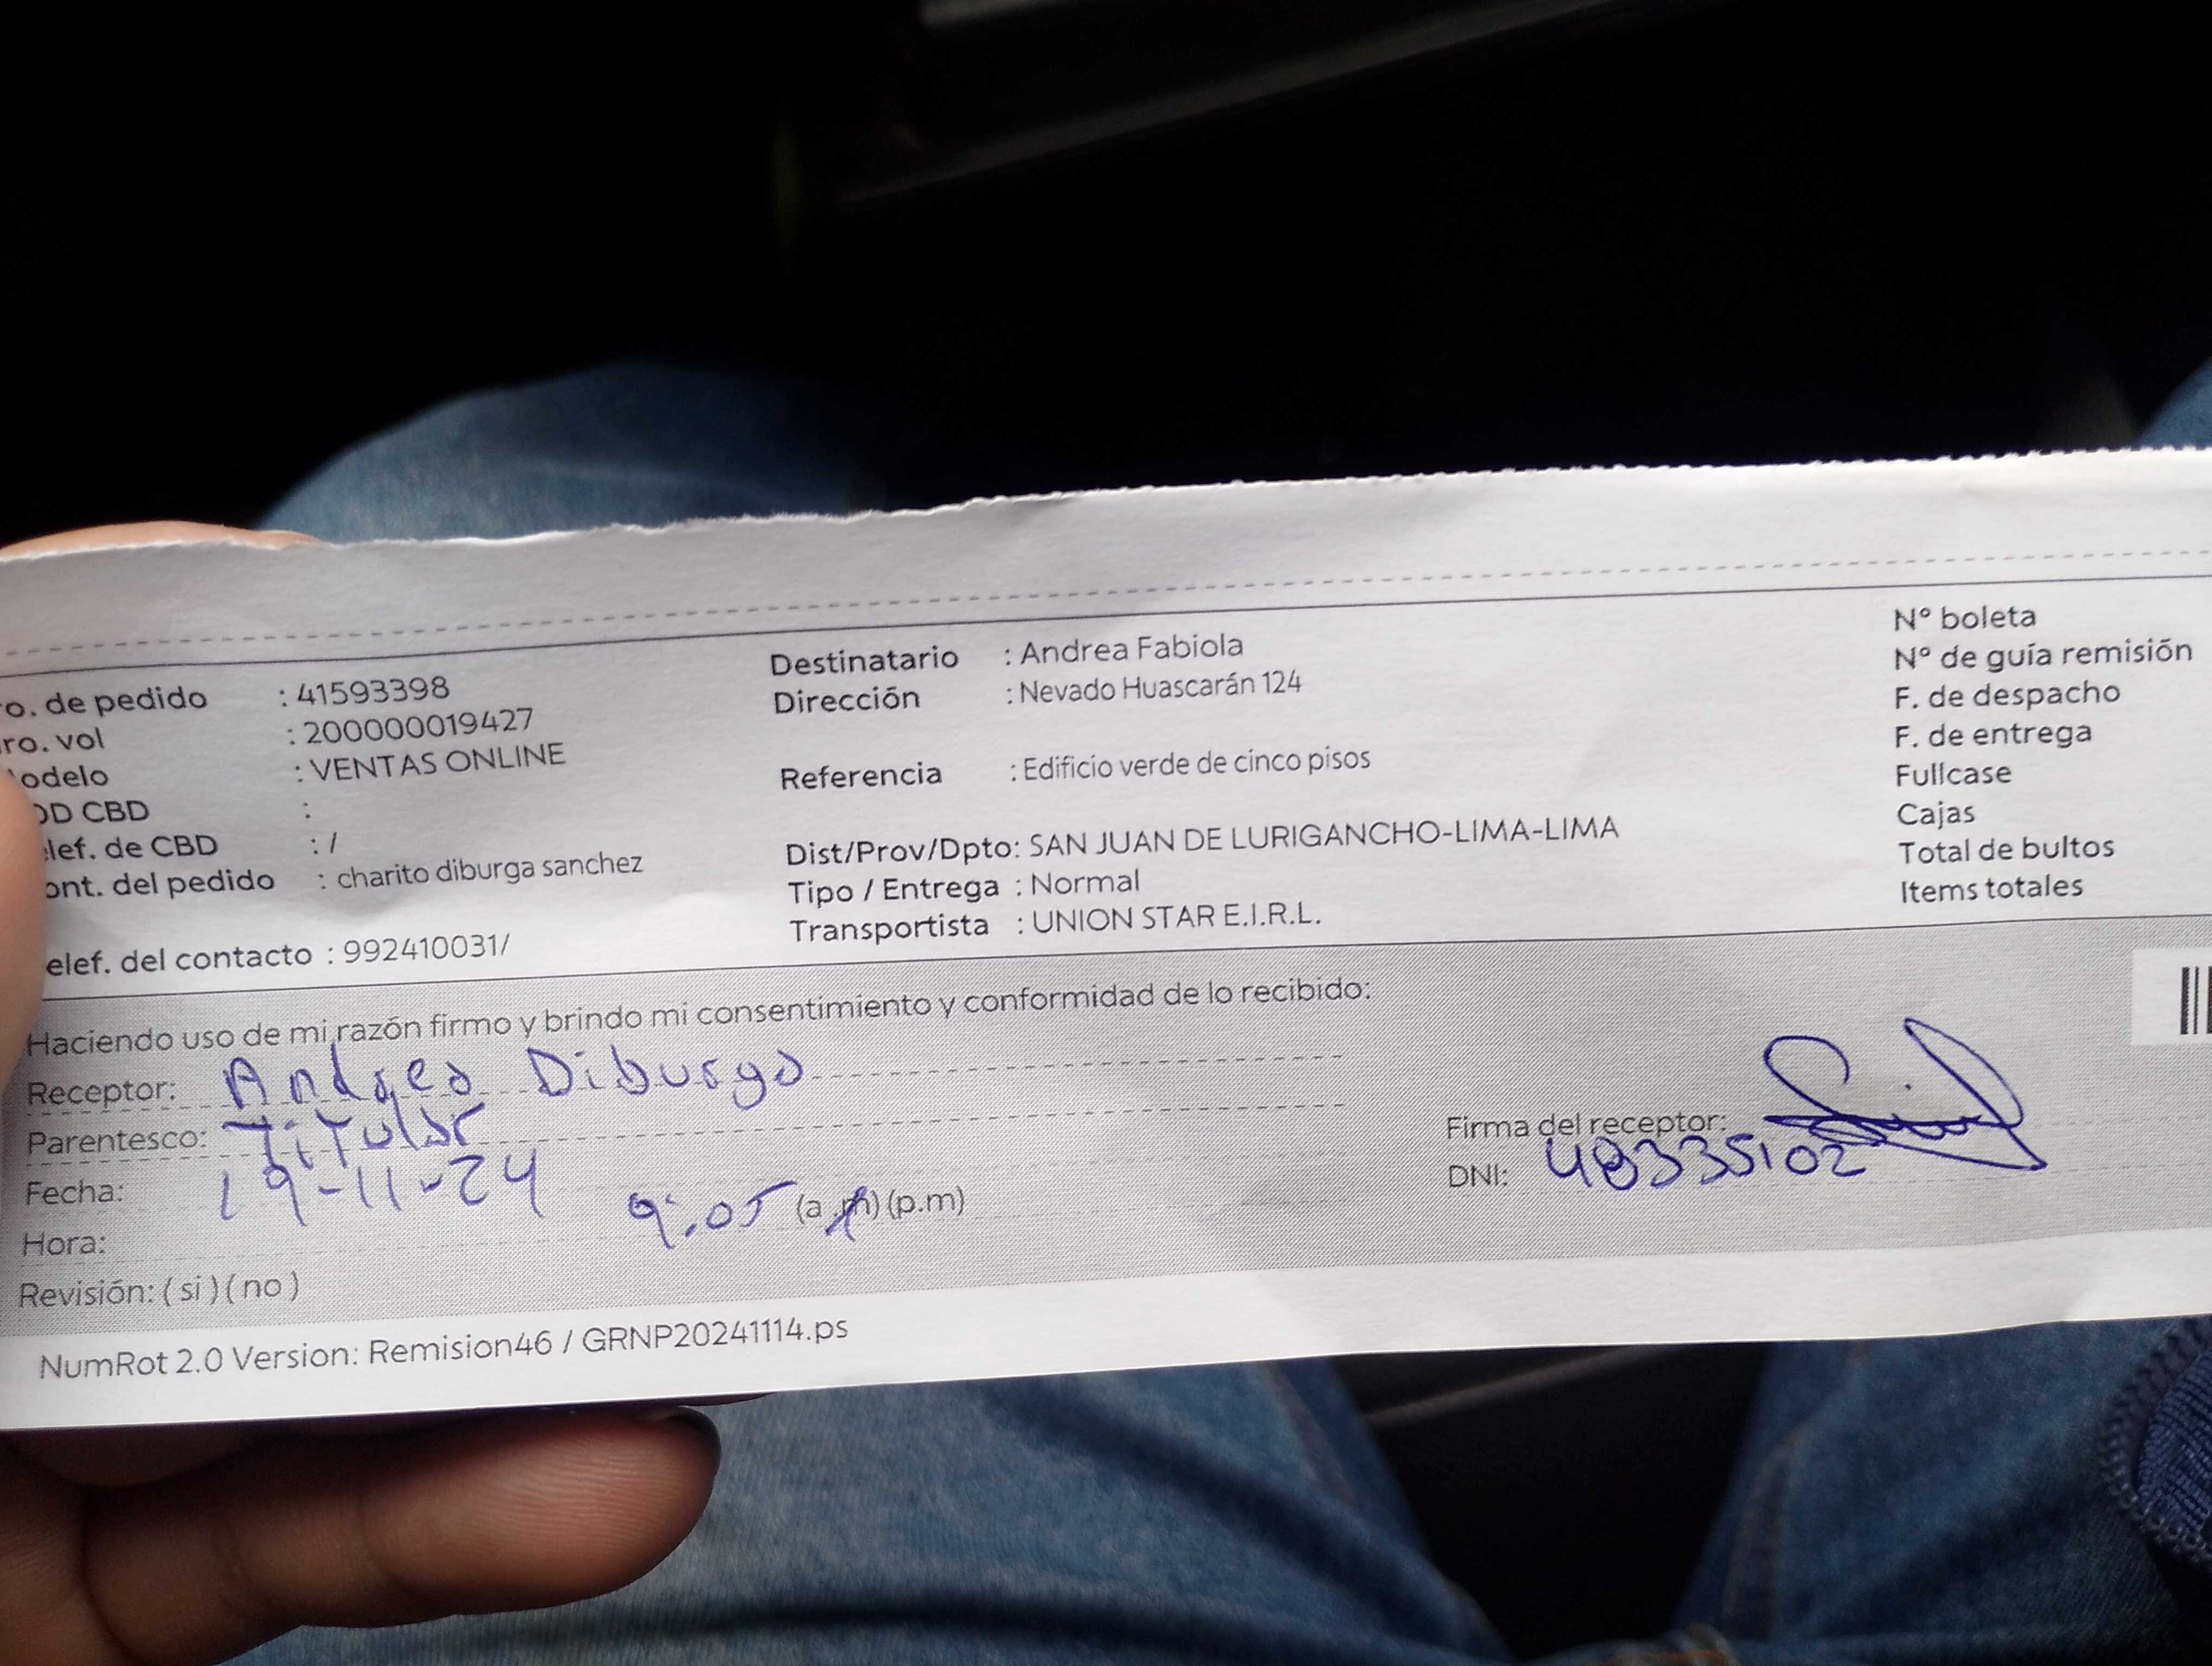 o. de pedido : 41593398
ro. vol : 200000019427
odelo : VENTAS ONLINE
OD CBD :
lef. de CBD : /
ont. del pedido : charito diburga sanchez
elef. del contacto : 992410031/
Destinatario : Andrea Fabiola
Dirección : Nevado Huascarán 124
Referencia : Edificio verde de cinco pisos
Dist/Prov/Dpto: SAN JUAN DE LURIGANCHO-LIMA-LIMA
Tipo / Entrega : Normal
Transportista : UNION STAR E.I.R.L.
N° boleta
N° de guía remisión
F. de despacho
F. de entrega
Fullcase
Cajas
Total de bultos
Items totales
Haciendo uso de mi razón firmo y brindo mi consentimiento y conformidad de lo recibido:
Receptor: Andrea Diburga
Parentesco: Titular
Fecha: 19-11-24
Hora: 9:05 (a.m) (p.m)
Revisión: ( si ) ( no )
Firma del receptor:
DNI: 48335102
NumRot 2.0 Version: Remision46 / GRNP20241114.ps